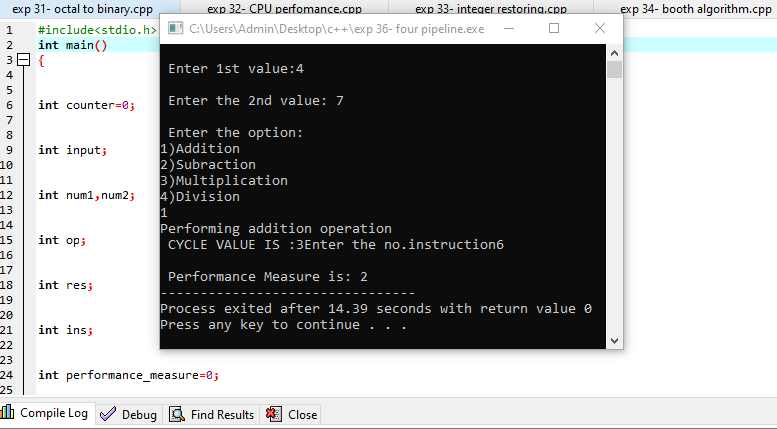 exp 31- octal to binary.cpp exp 32- CPU perfomance.cpp exp 33- integer restoring.cpp exp 34- booth algorithm.cpp
C:\Users\Admin\Desktop\c++\exp 36- four pipeline.exe
1 #include<stdio.h>
2 int main()
3 {
4
5
6 int counter=0;
7
8
9 int input;
10
11
12 int num1,num2;
13
14
15 int op;
16
17
18 int res;
19
20
21 int ins;
22
23
24 int performance_measure=0;
25
Enter 1st value:4
Enter the 2nd value: 7
Enter the option:
1)Addition
2)Subraction
3)Multiplication
4)Division
1
Performing addition operation
CYCLE VALUE IS :3Enter the no.instruction6
Performance Measure is: 2
--------------------------------
Process exited after 14.39 seconds with return value 0
Press any key to continue . . .
Compile Log Debug Find Results Close